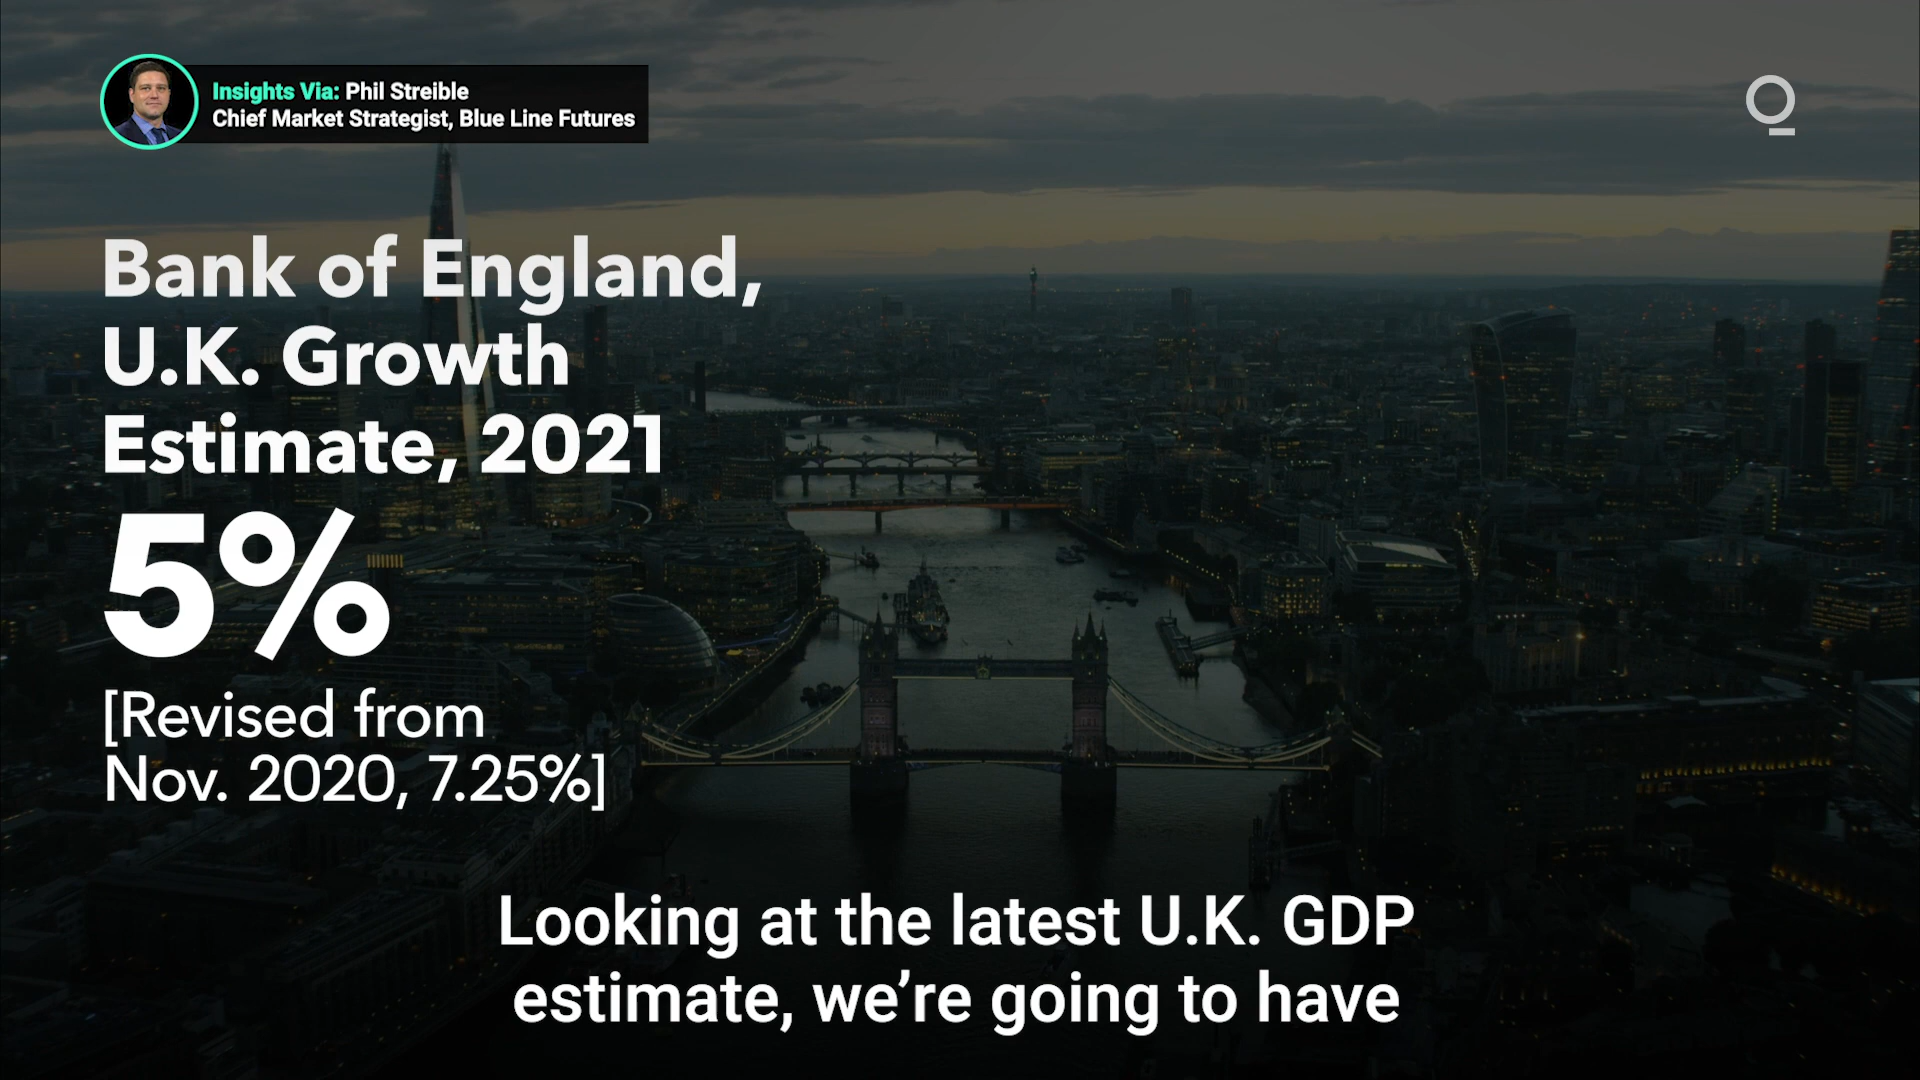 Insights Via: Phil Streible
Chief Market Strategist, Blue Line Futures
Bank of England,
U.K. Growth
Estimate, 2021
5%
[Revised from
Nov. 2020, 7.25%]
Looking at the latest U.K. GDP
estimate, we’re going to have